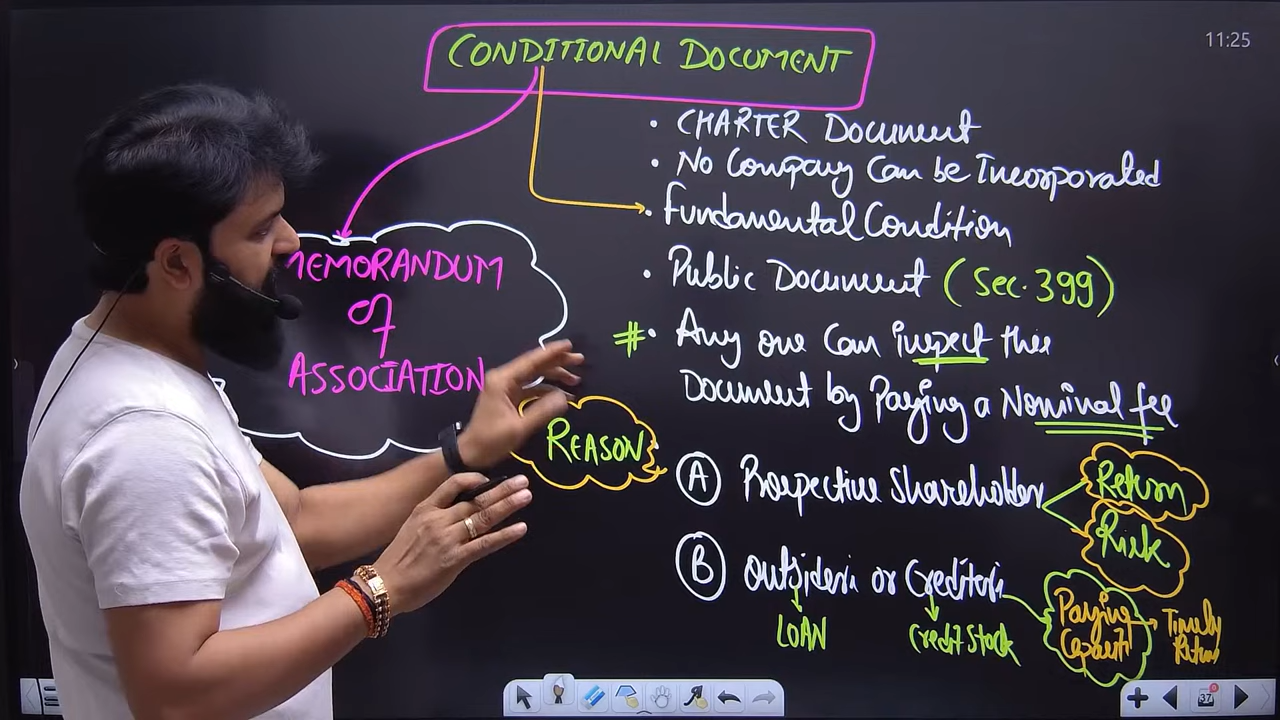 11:25
CONDITIONAL DOCUMENT
• CHARTER Document
• No Company Can be Incorporated
• Fundamental Condition
• Public Document (Sec. 399)
# • Any one Can inspect this
Document by Paying a Nominal fee
MEMORANDUM
of
ASSOCIATION
REASON
A Prospective Shareholder
Return
Risk
B Outsiders or Creditors
LOAN
Credit Stock
Paying
Timely
Return
37